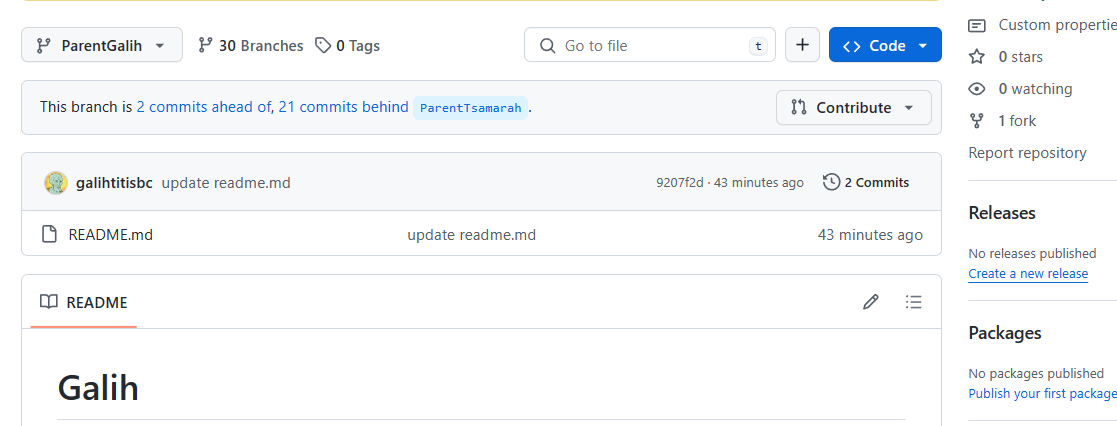 ParentGalih
30 Branches
0 Tags
Go to file
t
+
Code
This branch is 2 commits ahead of, 21 commits behind ParentTsamarah.
Contribute
galihtitisbc update readme.md
9207f2d · 43 minutes ago
2 Commits
README.md
update readme.md
43 minutes ago
README
Galih
Custom propertie
0 stars
0 watching
1 fork
Report repository
Releases
No releases published
Create a new release
Packages
No packages published
Publish your first package